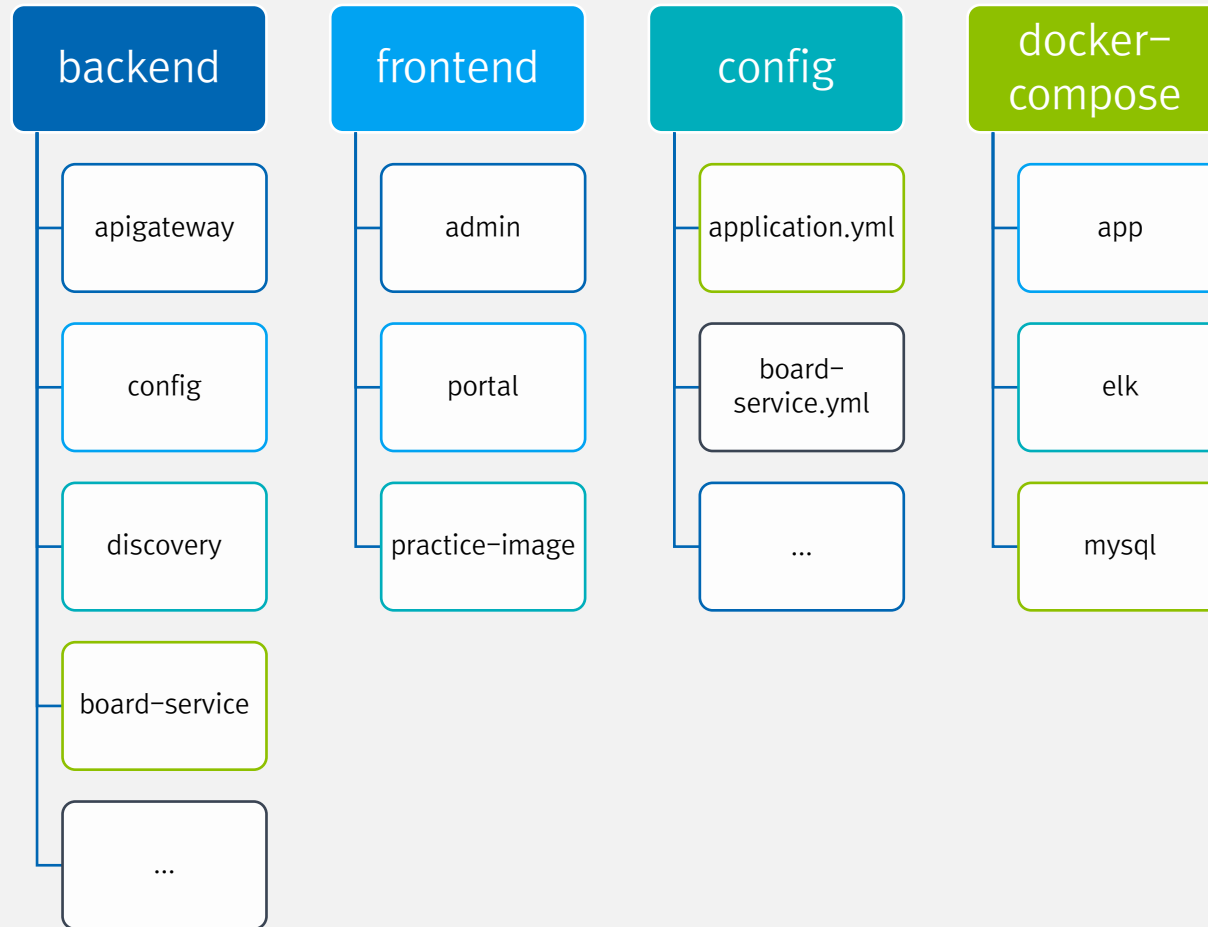 backend
apigateway
config
discovery
board-service
...
frontend
admin
portal
practice-image
config
application.yml
board-
service.yml
...
docker-
compose
app
elk
mysql